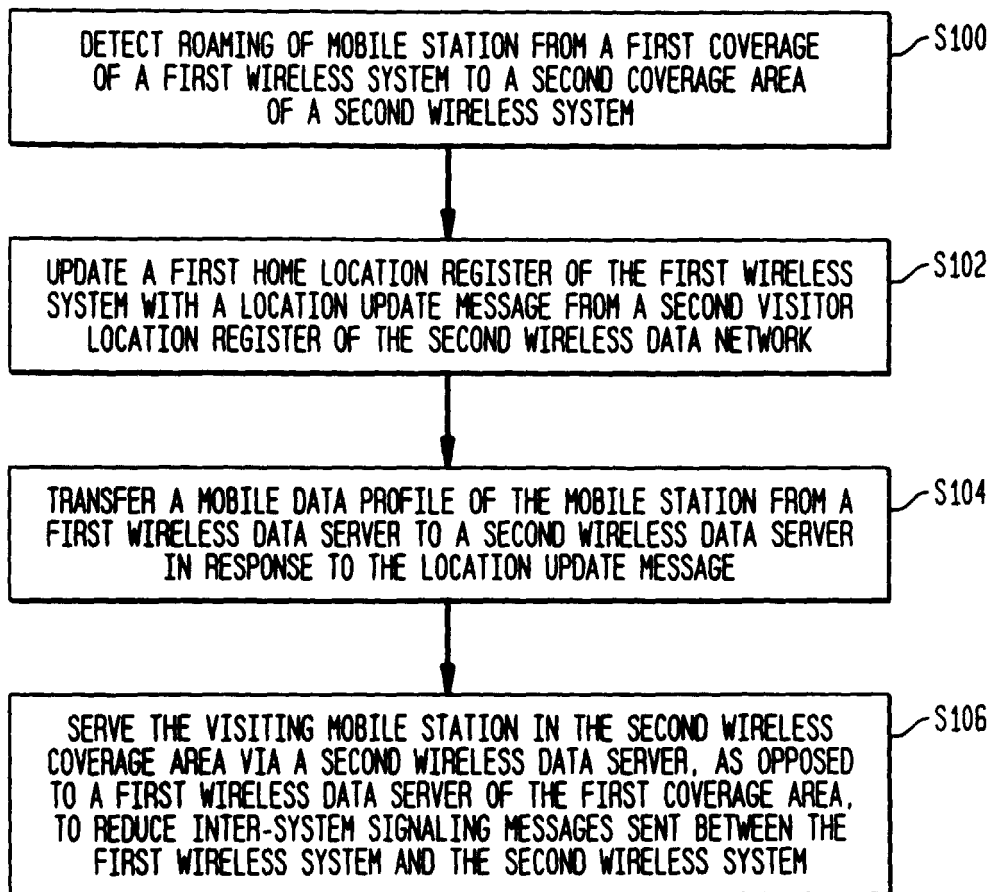 DETECT ROAMING OF MOBILE STATION FROM A FIRST COVERAGE
OF A FIRST WIRELESS SYSTEM TO A SECOND COVERAGE AREA
OF A SECOND WIRELESS SYSTEM
S100
UPDATE A FIRST HOME LOCATION REGISTER OF THE FIRST WIRELESS
SYSTEM WITH A LOCATION UPDATE MESSAGE FROM A SECOND VISITOR
LOCATION REGISTER OF THE SECOND WIRELESS DATA NETWORK
S102
TRANSFER A MOBILE DATA PROFILE OF THE MOBILE STATION FROM A
FIRST WIRELESS DATA SERVER TO A SECOND WIRELESS DATA SERVER
IN RESPONSE TO THE LOCATION UPDATE MESSAGE
S104
SERVE THE VISITING MOBILE STATION IN THE SECOND WIRELESS
COVERAGE AREA VIA A SECOND WIRELESS DATA SERVER, AS OPPOSED
TO A FIRST WIRELESS DATA SERVER OF THE FIRST COVERAGE AREA,
TO REDUCE INTER-SYSTEM SIGNALING MESSAGES SENT BETWEEN THE
FIRST WIRELESS SYSTEM AND THE SECOND WIRELESS SYSTEM
S106